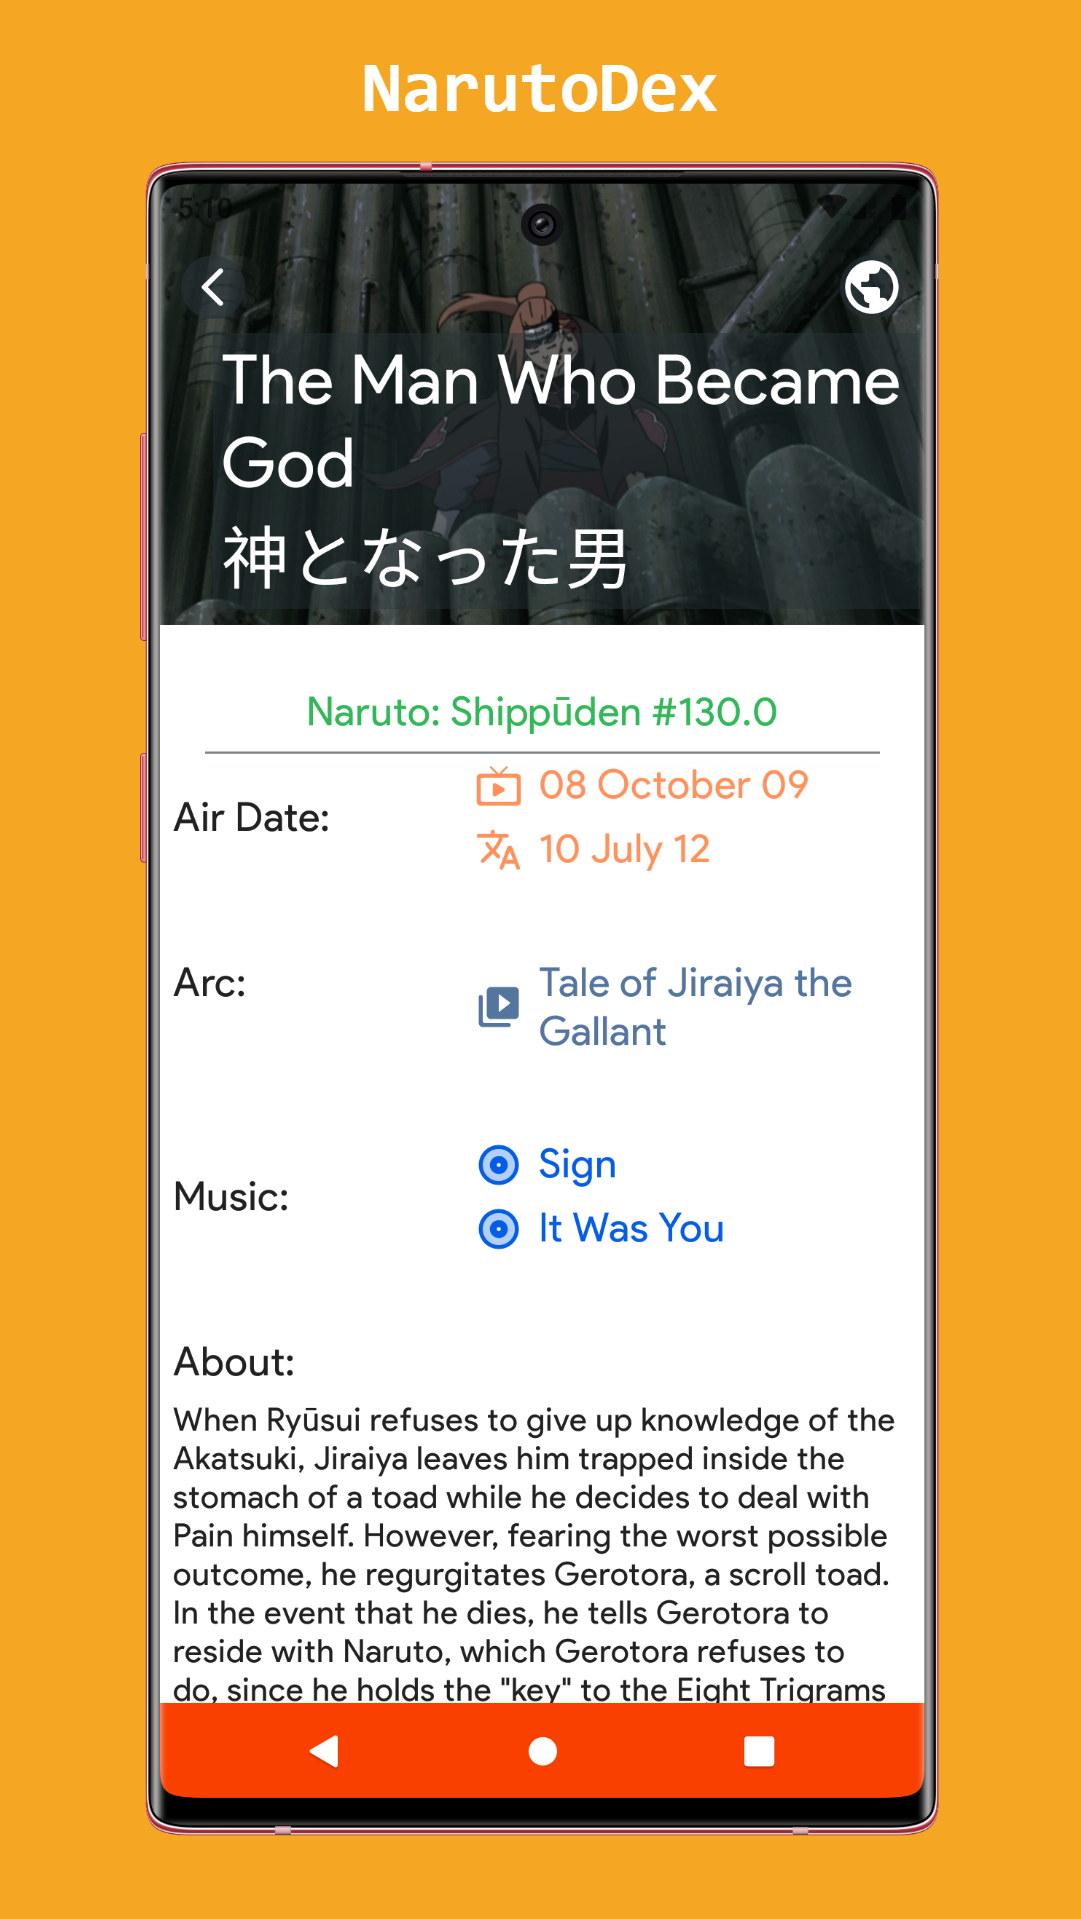 NarutoDex
5:10
The Man Who Became
God
神となった男
Naruto: Shippūden #130.0
Air Date:
08 October 09
10 July 12
Arc:
Tale of Jiraiya the
Gallant
Music:
Sign
It Was You
About:
When Ryūsui refuses to give up knowledge of the
Akatsuki, Jiraiya leaves him trapped inside the
stomach of a toad while he decides to deal with
Pain himself. However, fearing the worst possible
outcome, he regurgitates Gerotora, a scroll toad.
In the event that he dies, he tells Gerotora to
reside with Naruto, which Gerotora refuses to
do, since he holds the "key" to the Eight Trigrams